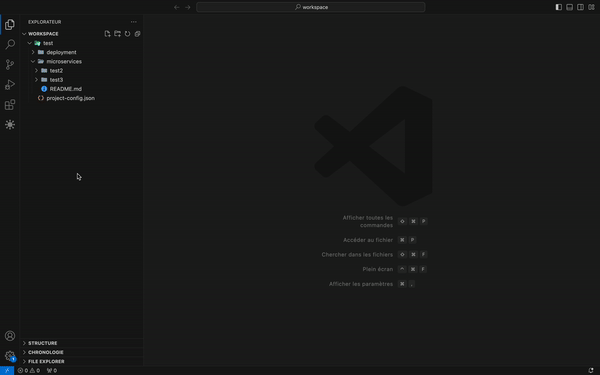 workspace
EXPLORATEUR
WORKSPACE
test
deployment
microservices
test2
test3
README.md
project-config.json
Afficher toutes les
commandes
⇧ ⌘ P
Accéder au fichier ⌘ P
Chercher dans les fichiers ⇧ ⌘ F
Plein écran ^ ⌘ F
Afficher les paramètres ⌘ ,
STRUCTURE
CHRONOLOGIE
FILE EXPLORER
1
0 0 0